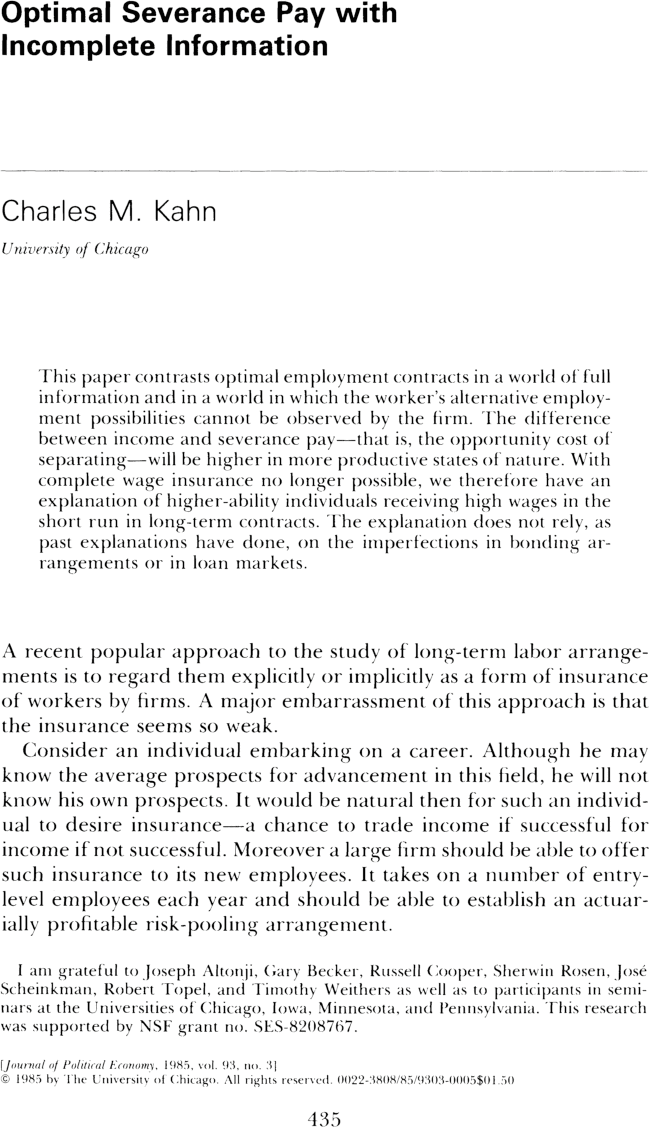 Optimal Severance Pay with
Incomplete Information
Charles M. Kahn
University of Chicago
This paper contrasts optimal employment contracts in a world of full
information and in a world in which the worker's alternative employ-
ment possibilities cannot be observed by the firm. The difference
between income and severance pay—that is, the opportunity cost of
separating—will be higher in more productive states of nature. With
complete wage insurance no longer possible, we therefore have an
explanation of higher-ability individuals receiving high wages in the
short run in long-term contracts. The explanation does not rely, as
past explanations have done, on the imperfections in bonding ar-
rangements or in loan markets.
A recent popular approach to the study of long-term labor arrange-
ments is to regard them explicitly or implicitly as a form of insurance
of workers by firms. A major embarrassment of this approach is that
the insurance seems so weak.
Consider an individual embarking on a career. Although he may
know the average prospects for advancement in this field, he will not
know his own prospects. It would be natural then for such an individ-
ual to desire insurance—a chance to trade income if successful for
income if not successful. Moreover a large firm should be able to offer
such insurance to its new employees. It takes on a number of entry-
level employees each year and should be able to establish an actuar-
ially profitable risk-pooling arrangement.
I am grateful to Joseph Altonji, Gary Becker, Russell Cooper, Sherwin Rosen, José
Scheinkman, Robert Topel, and Timothy Weithers as well as to participants in semi-
nars at the Universities of Chicago, Iowa, Minnesota, and Pennsylvania. This research
was supported by NSF grant no. SES-8208767.
[Journal of Political Economy, 1985, vol. 93, no. 3]
© 1985 by The University of Chicago. All rights reserved. 0022-3808/85/9303-0005$01.50
435